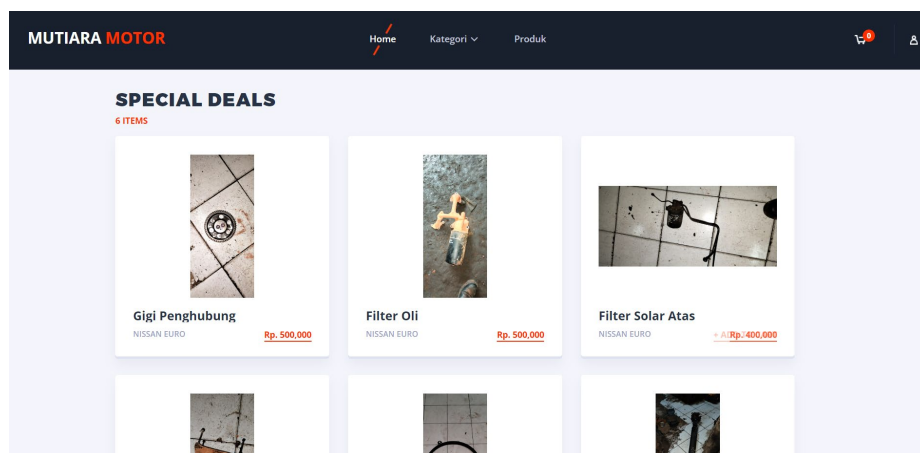 MUTIARA MOTOR
Home
Kategori
Produk
0
SPECIAL DEALS
6 ITEMS
Gigi Penghubung
NISSAN EURO
Rp. 500,000
Filter Oli
NISSAN EURO
Rp. 500,000
Filter Solar Atas
NISSAN EURO
Rp. 400,000